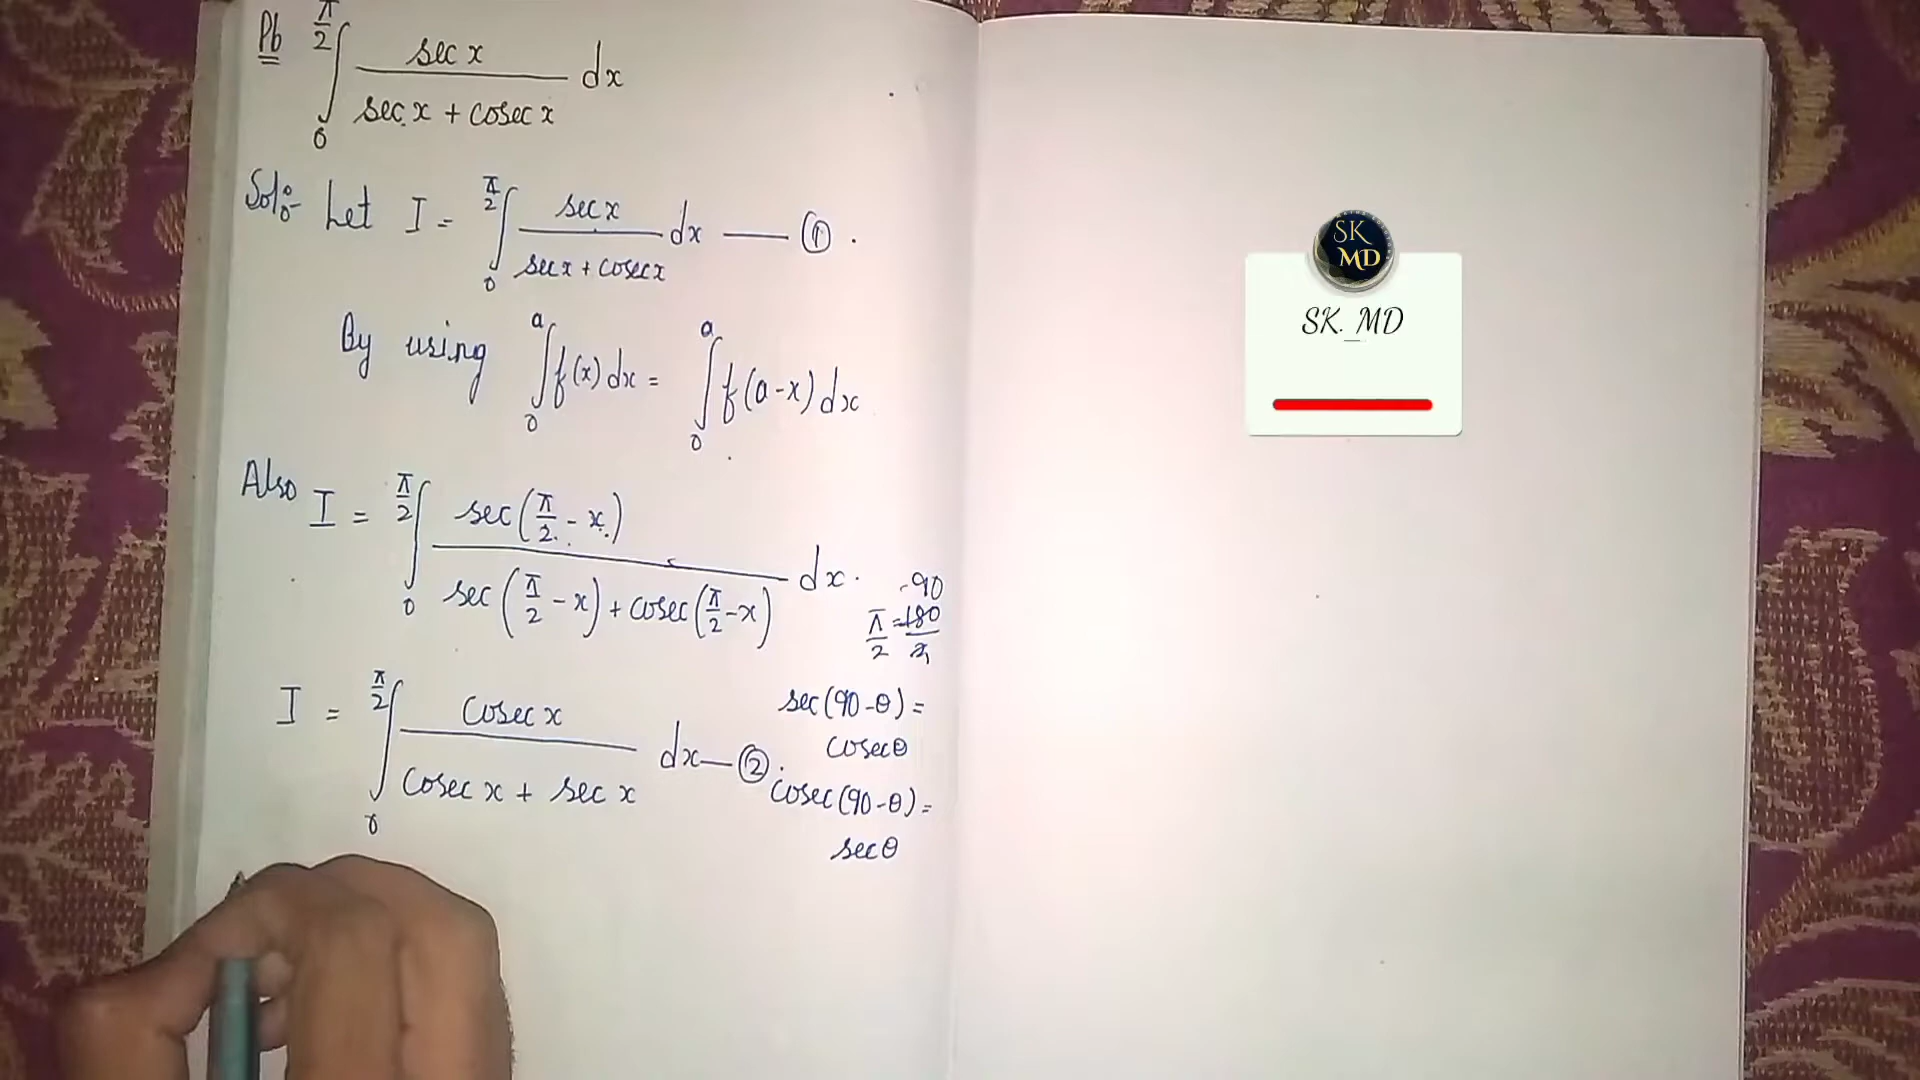 Pb ∫₀^(π/2) sec x / (sec x + cosec x) dx
Sol:- Let I = ∫₀^(π/2) sec x / (sec x + cosec x) dx — ①.
By using ∫₀^a f(x) dx = ∫₀^a f(a-x) dx
Also I = ∫₀^(π/2) sec(π/2 - x) / (sec(π/2 - x) + cosec(π/2 - x)) dx.
90
π/2 = 180/2
I = ∫₀^(π/2) cosec x / (cosec x + sec x) dx — ②.
sec(90-θ) =
cosecθ
cosec(90-θ) =
secθ
SK
MD
SK_MD